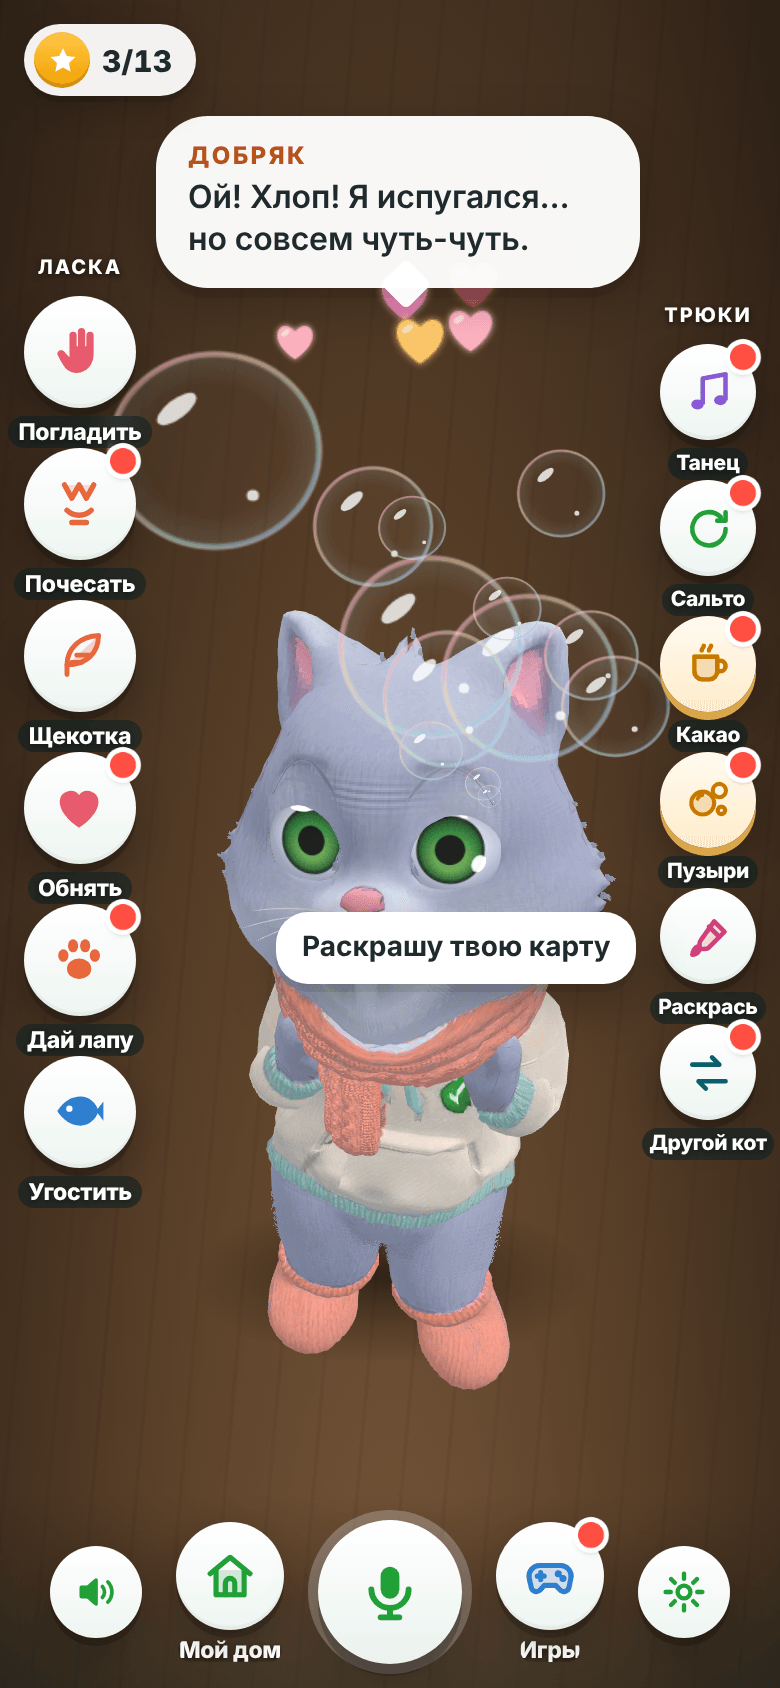 3/13
ДОБРЯК
Ой! Хлоп! Я испугался...
но совсем чуть-чуть.
ЛАСКА
Погладить
Почесать
Щекотка
Обнять
Дай лапу
Угостить
ТРЮКИ
Танец
Сальто
Какао
Пузыри
Раскрась
Другой кот
Раскрашу твою карту
Мой дом
Игры